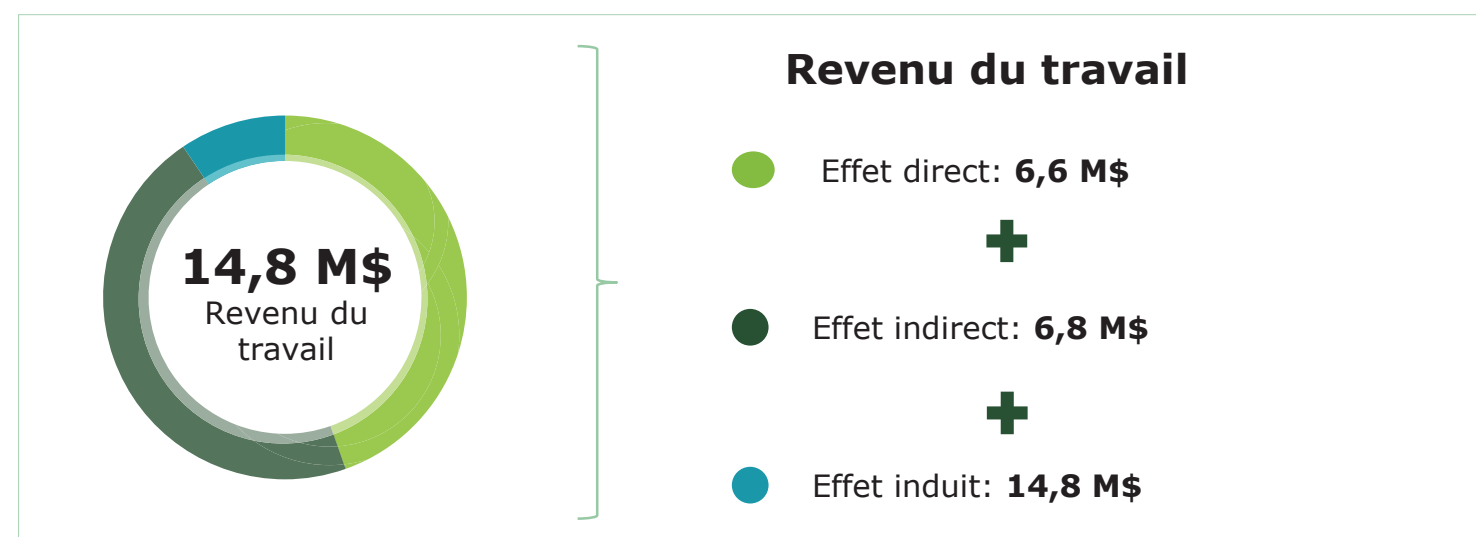 Revenu du travail
14,8 M$
Revenu du
travail
Effet direct: 6,6 M$
Effet indirect: 6,8 M$
Effet induit: 14,8 M$